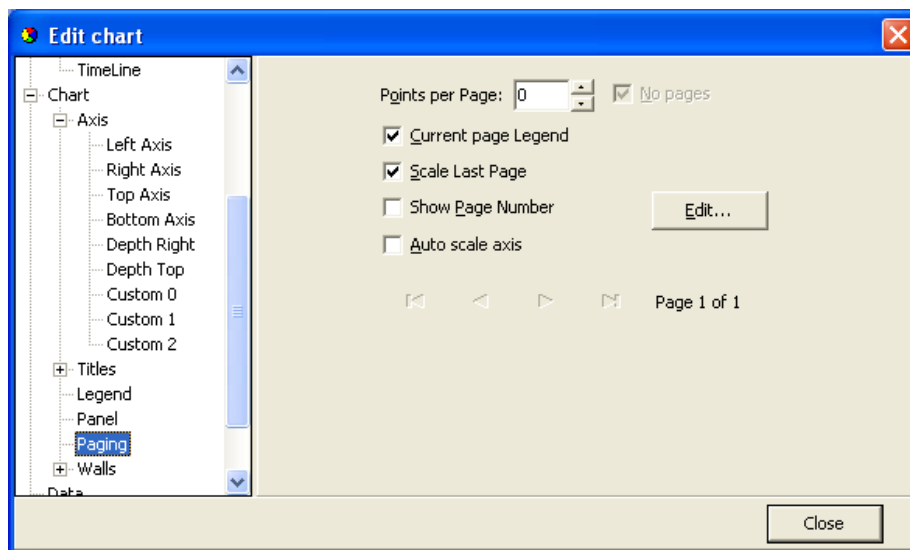 Edit chart
TimeLine
Chart
Axis
Left Axis
Right Axis
Top Axis
Bottom Axis
Depth Right
Depth Top
Custom 0
Custom 1
Custom 2
Titles
Legend
Panel
Paging
Walls
Data
Points per Page: 0 No pages
Current page Legend
Scale Last Page
Show Page Number Edit...
Auto scale axis
Page 1 of 1
Close